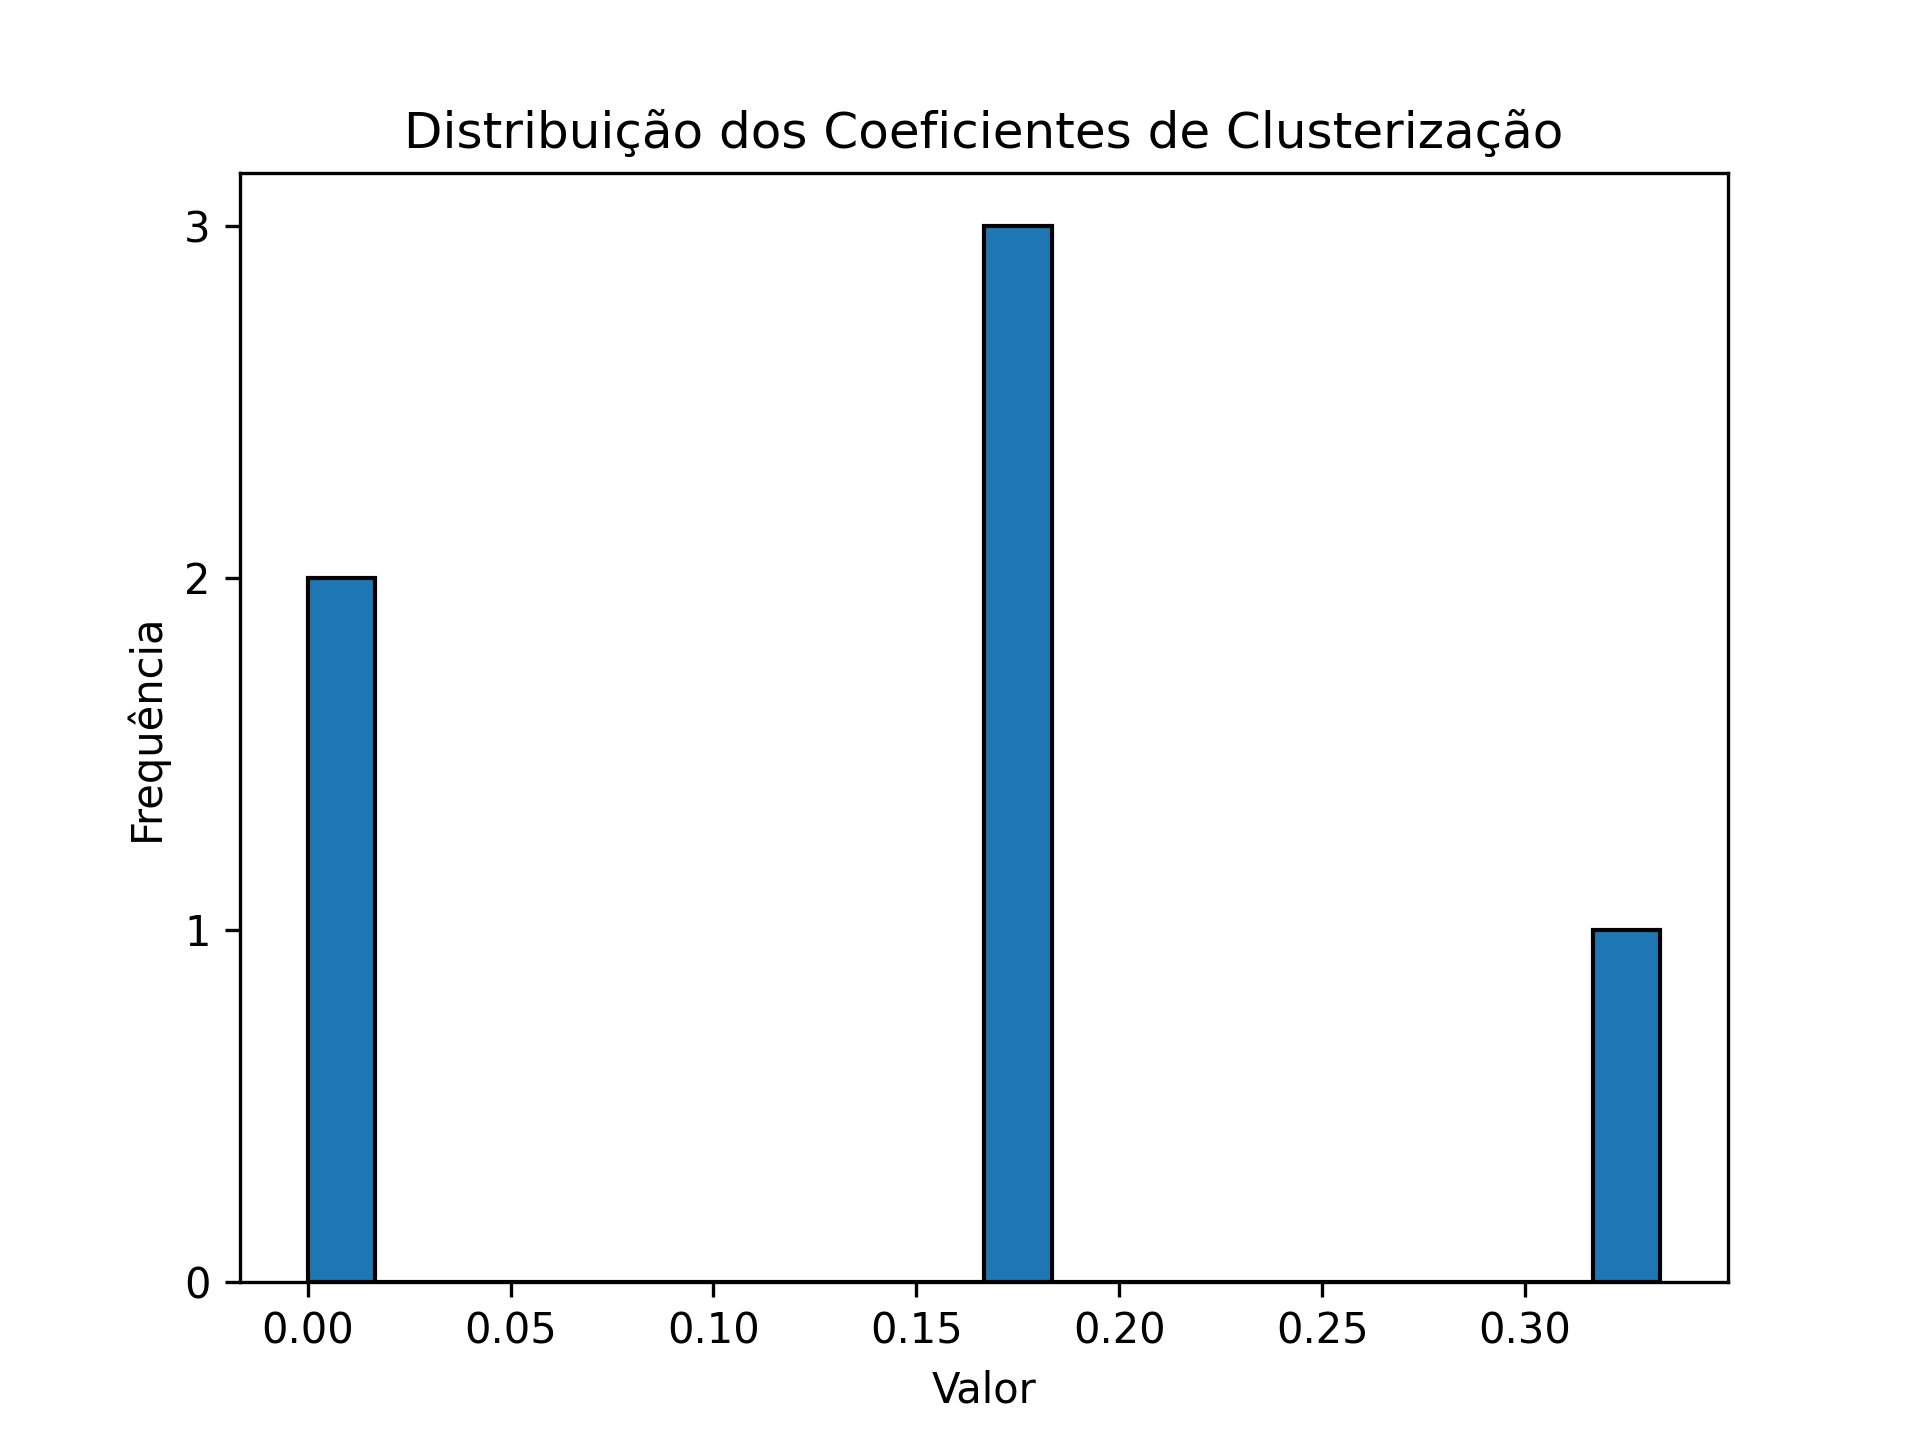 Distribuição dos Coeficientes de Clusterização
3
2
1
0
Frequência
0.00 0.05 0.10 0.15 0.20 0.25 0.30
Valor